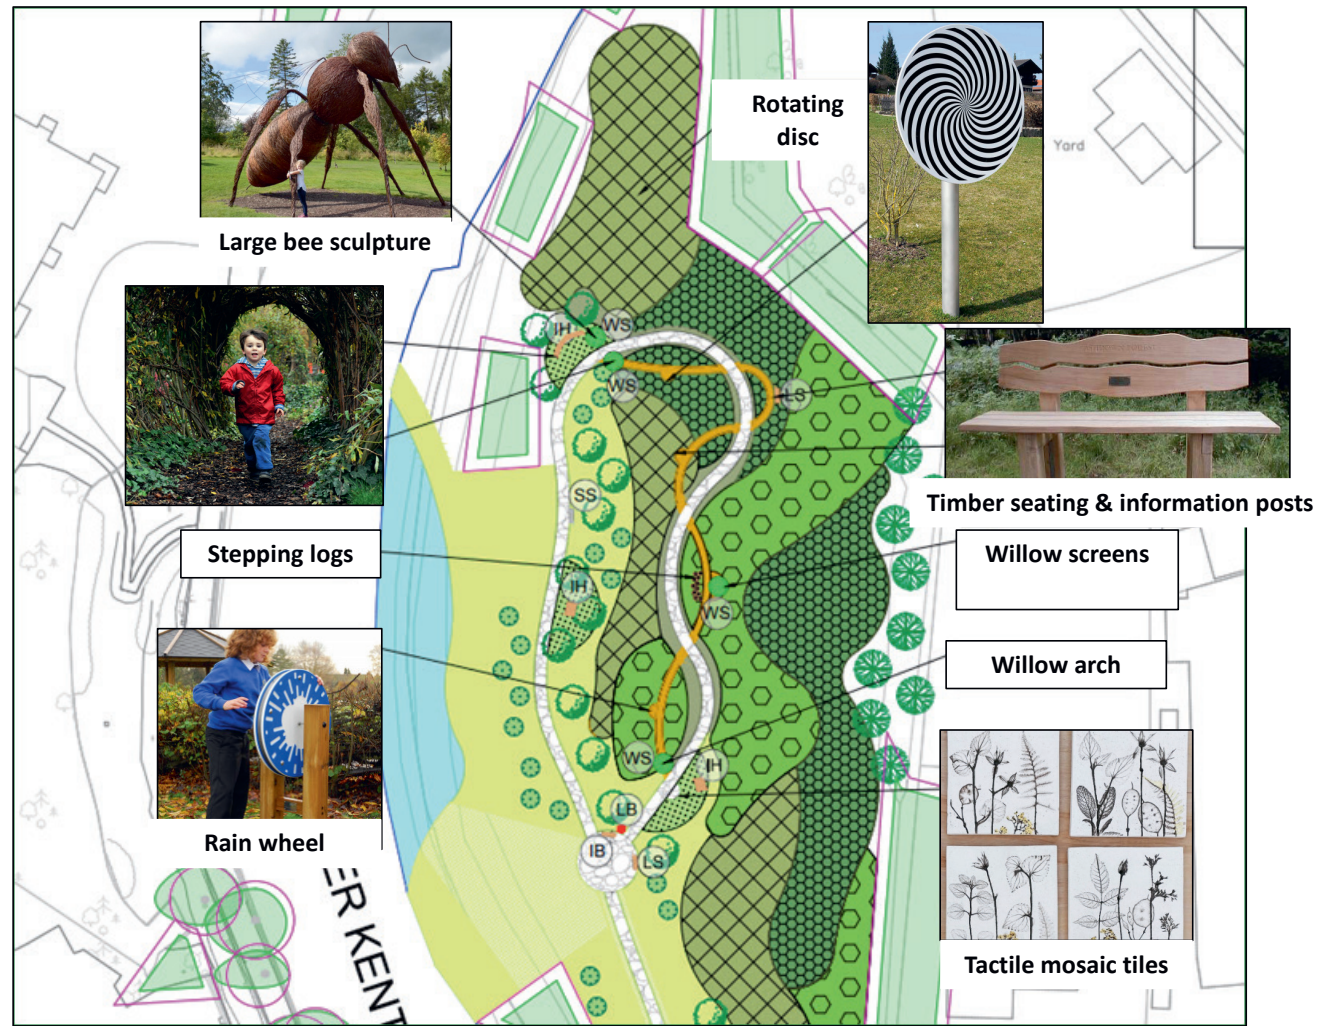 Rotating
disc
Yard
Large bee sculpture
IH
WS
WS
LS
Timber seating & information posts
SS
Stepping logs
Willow screens
IH
WS
Willow arch
WS
IH
LB
IB
LS
Rain wheel
ER KENT
Tactile mosaic tiles